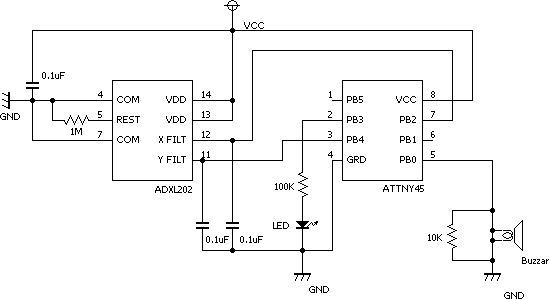 VCC
0.1uF
4 COM VDD 14
5 REST VDD 13
7 COM X FILT 12
Y FILT 11
GND
1M
ADXL202
1 PB5 VCC 8
2 PB3 PB2 7
3 PB4 PB1 6
4 GRD PB0 5
ATTNY45
100K
LED
0.1uF 0.1uF
10K
Buzzar
GND
GND